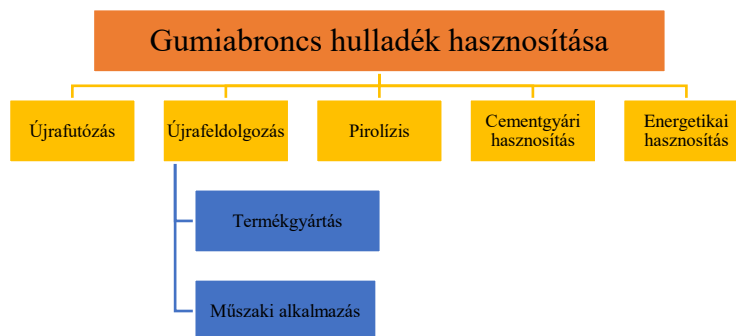 Gumiabroncs hulladék hasznosítása
Újrafutózás
Újrafeldolgozás
Pirolízis
Cementgyári
hasznosítás
Energetikai
hasznosítás
Termékgyártás
Műszaki alkalmazás